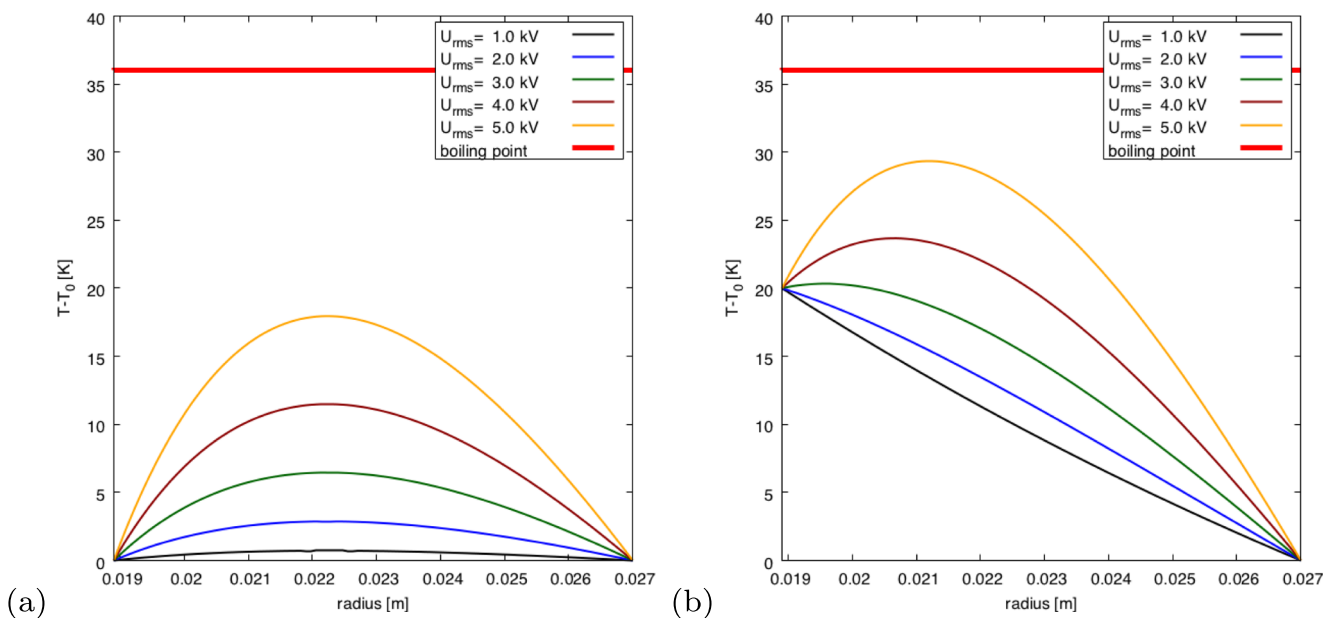 40
35
30
25
20
15
10
5
0
T-T0 [K]
Urms= 1.0 kV
Urms= 2.0 kV
Urms= 3.0 kV
Urms= 4.0 kV
Urms= 5.0 kV
boiling point
0.019 0.02 0.021 0.022 0.023 0.024 0.025 0.026 0.027
radius [m]
(a)
40
35
30
25
20
15
10
5
0
T-T0 [K]
Urms= 1.0 kV
Urms= 2.0 kV
Urms= 3.0 kV
Urms= 4.0 kV
Urms= 5.0 kV
boiling point
0.019 0.02 0.021 0.022 0.023 0.024 0.025 0.026 0.027
radius [m]
(b)